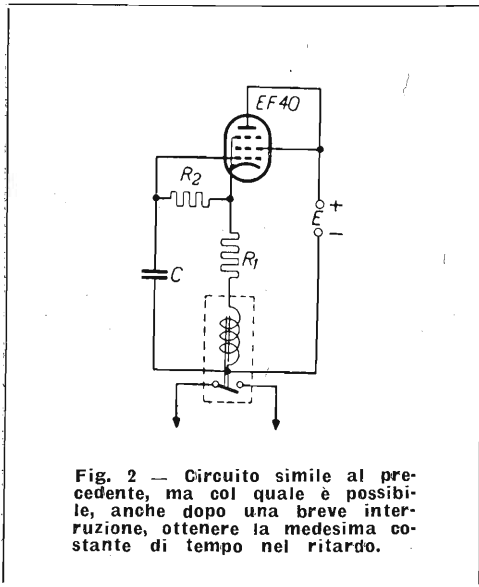 EF40
R2
+
E
−
R1
C
Fig. 2 — Circuito simile al pre-
cedente, ma col quale è possibi-
le, anche dopo una breve inter-
ruzione, ottenere la medesima co-
stante di tempo nel ritardo.